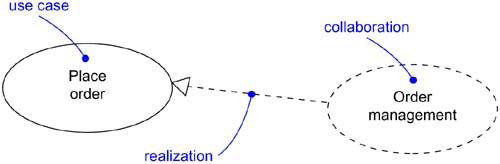 use case
collaboration
Place
order
Order
management
realization